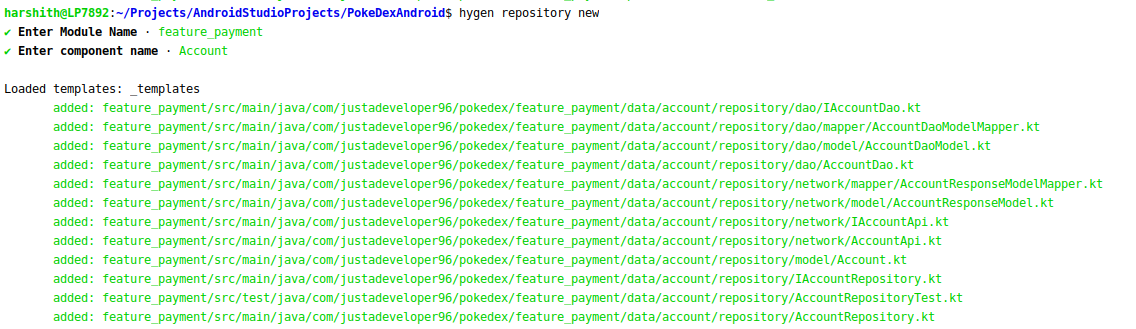 harshith@LP7892:~/Projects/AndroidStudioProjects/PokeDexAndroid$ hygen repository new
✔ Enter Module Name · feature_payment
✔ Enter component name · Account
Loaded templates: _templates
added: feature_payment/src/main/java/com/justadeveloper96/pokedex/feature_payment/data/account/repository/dao/IAccountDao.kt
added: feature_payment/src/main/java/com/justadeveloper96/pokedex/feature_payment/data/account/repository/dao/mapper/AccountDaoModelMapper.kt
added: feature_payment/src/main/java/com/justadeveloper96/pokedex/feature_payment/data/account/repository/dao/model/AccountDaoModel.kt
added: feature_payment/src/main/java/com/justadeveloper96/pokedex/feature_payment/data/account/repository/dao/AccountDao.kt
added: feature_payment/src/main/java/com/justadeveloper96/pokedex/feature_payment/data/account/repository/network/mapper/AccountResponseModelMapper.kt
added: feature_payment/src/main/java/com/justadeveloper96/pokedex/feature_payment/data/account/repository/network/model/AccountResponseModel.kt
added: feature_payment/src/main/java/com/justadeveloper96/pokedex/feature_payment/data/account/repository/network/IAccountApi.kt
added: feature_payment/src/main/java/com/justadeveloper96/pokedex/feature_payment/data/account/repository/network/AccountApi.kt
added: feature_payment/src/main/java/com/justadeveloper96/pokedex/feature_payment/data/account/repository/model/Account.kt
added: feature_payment/src/main/java/com/justadeveloper96/pokedex/feature_payment/data/account/repository/IAccountRepository.kt
added: feature_payment/src/test/java/com/justadeveloper96/pokedex/feature_payment/data/account/repository/AccountRepositoryTest.kt
added: feature_payment/src/main/java/com/justadeveloper96/pokedex/feature_payment/data/account/repository/AccountRepository.kt